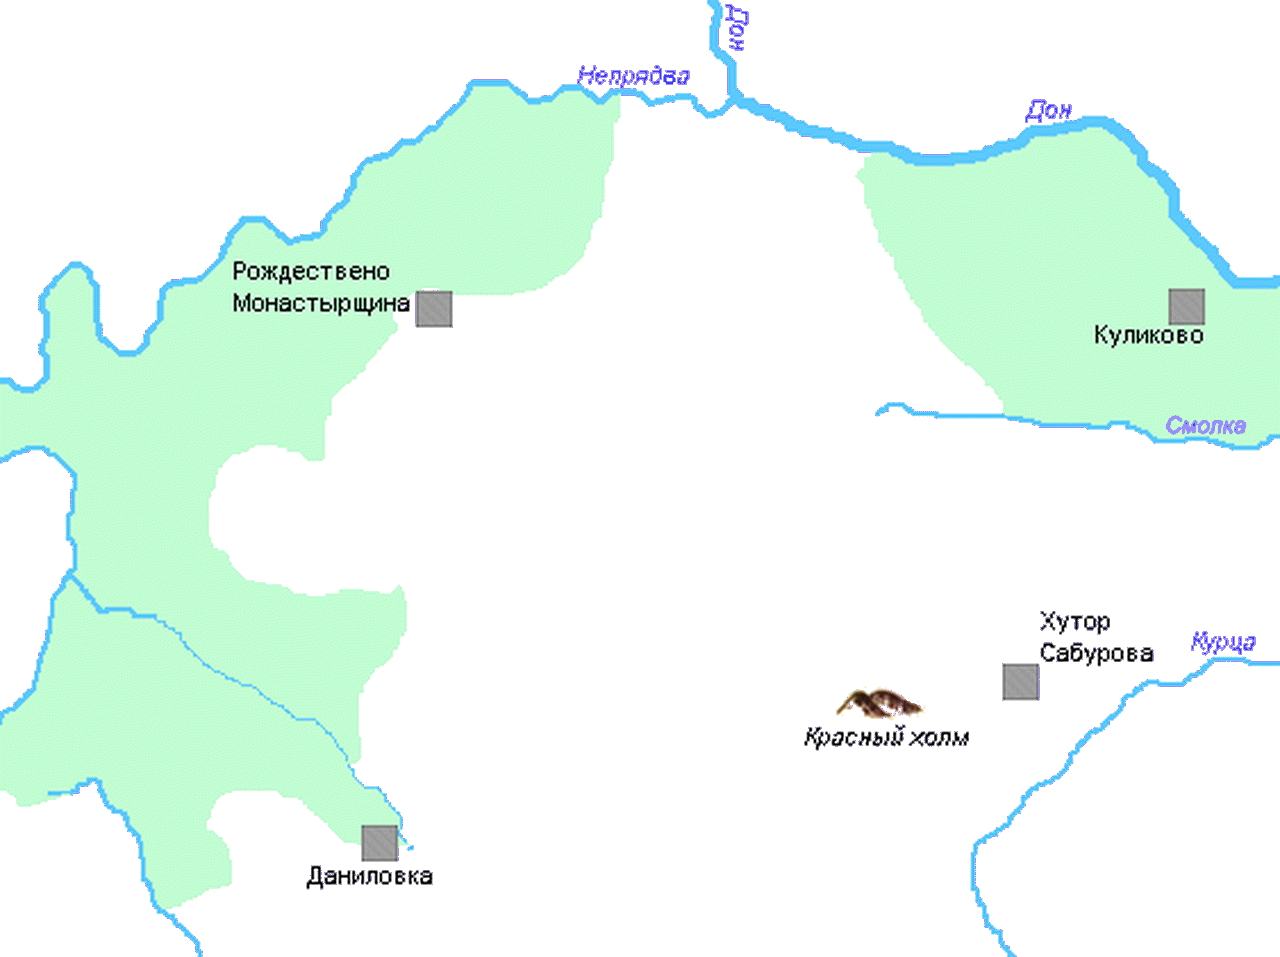 Дон
Непрядва
Дон
Рождествено
Монастырщина
Куликово
Смолка
Хутор
Сабурова
Курца
Красный холм
Даниловка